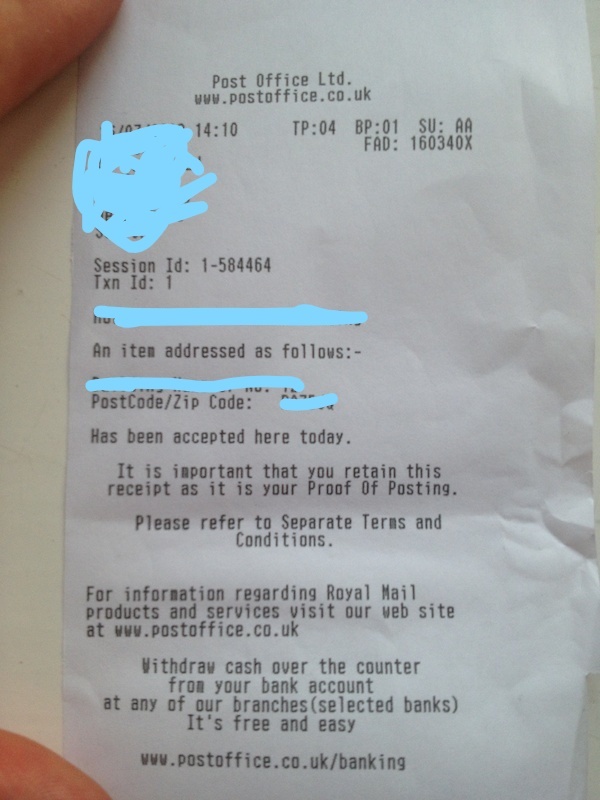 Post Office Ltd.
www.postoffice.co.uk
14:10 TP:04 BP:01 SU: AA
FAD: 160340X
Session Id: 1-584464
Txn Id: 1
An item addressed as follows:-
PostCode/Zip Code:
Has been accepted here today.
It is important that you retain this
receipt as it is your Proof Of Posting.
Please refer to Separate Terms and
Conditions.
For information regarding Royal Mail
products and services visit our web site
at www.postoffice.co.uk
Withdraw cash over the counter
from your bank account
at any of our branches(selected banks)
It's free and easy
www.postoffice.co.uk/banking